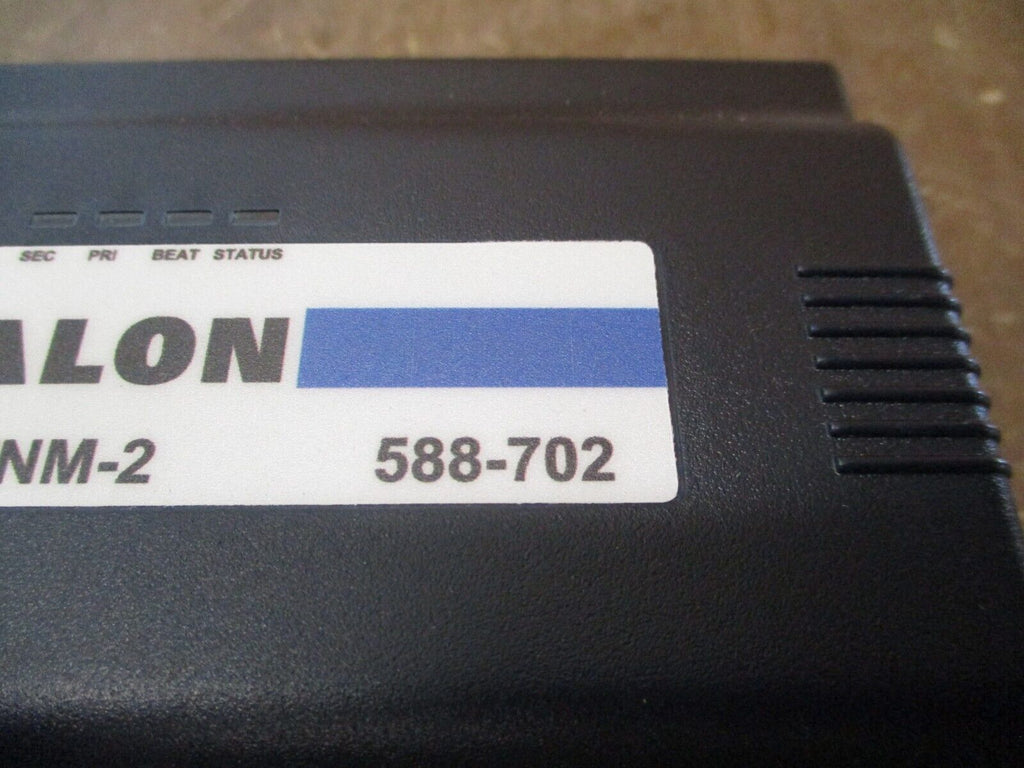 SEC PRI BEAT STATUS
ALON
NM-2 588-702